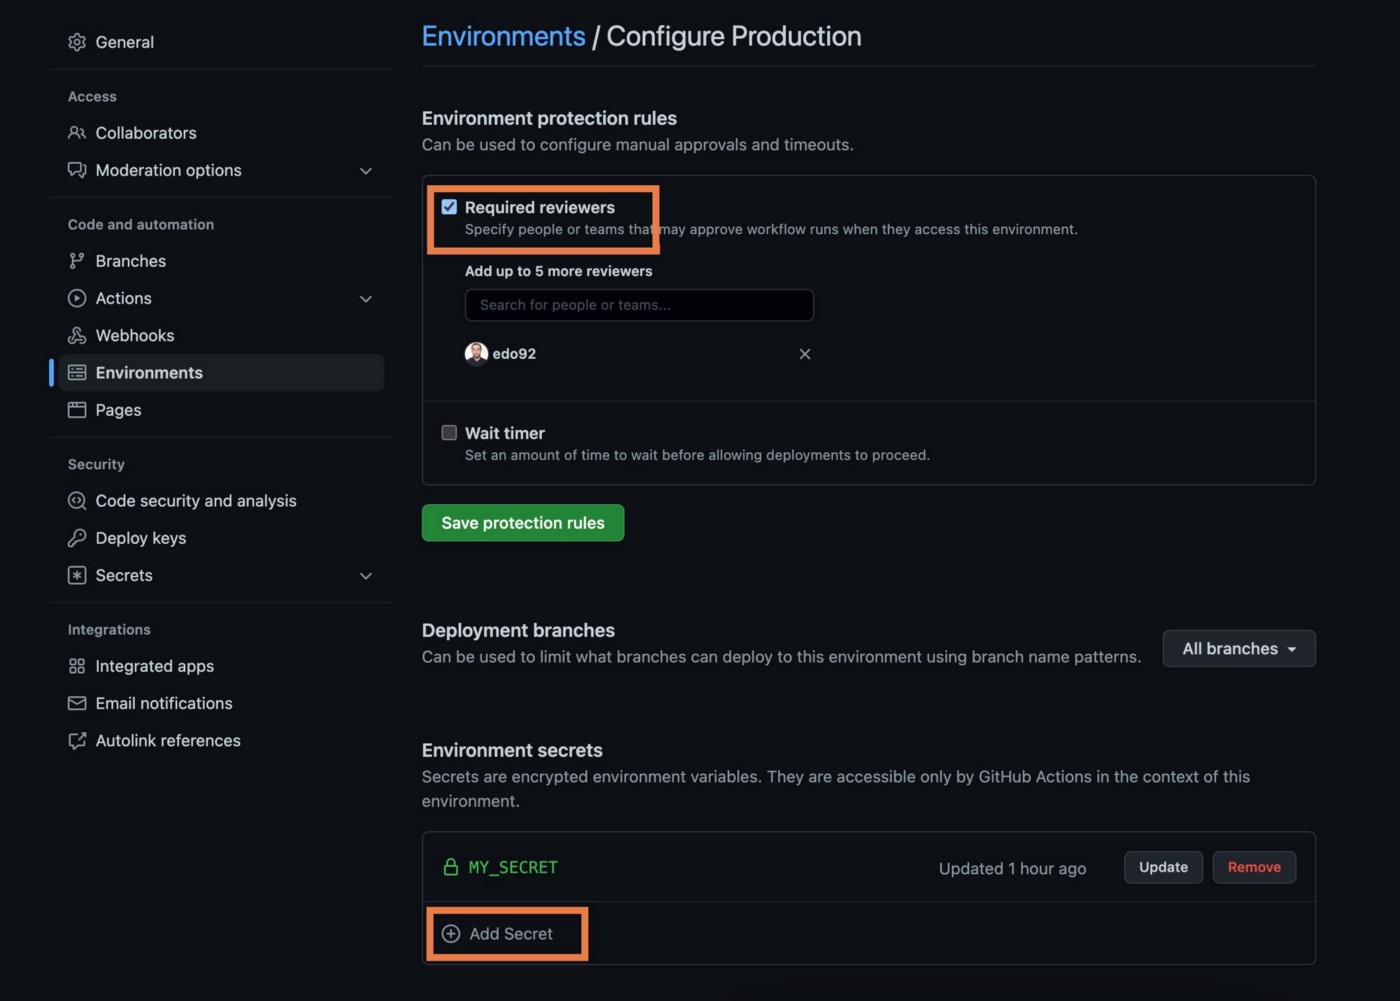 General
Access
Collaborators
Moderation options
Code and automation
Branches
Actions
Webhooks
Environments
Pages
Security
Code security and analysis
Deploy keys
Secrets
Integrations
Integrated apps
Email notifications
Autolink references
Environments / Configure Production
Environment protection rules
Can be used to configure manual approvals and timeouts.
Required reviewers
Specify people or teams that may approve workflow runs when they access this environment.
Add up to 5 more reviewers
Search for people or teams...
edo92
Wait timer
Set an amount of time to wait before allowing deployments to proceed.
Save protection rules
Deployment branches
Can be used to limit what branches can deploy to this environment using branch name patterns.
All branches
Environment secrets
Secrets are encrypted environment variables. They are accessible only by GitHub Actions in the context of this
environment.
MY_SECRET Updated 1 hour ago Update Remove
Add Secret